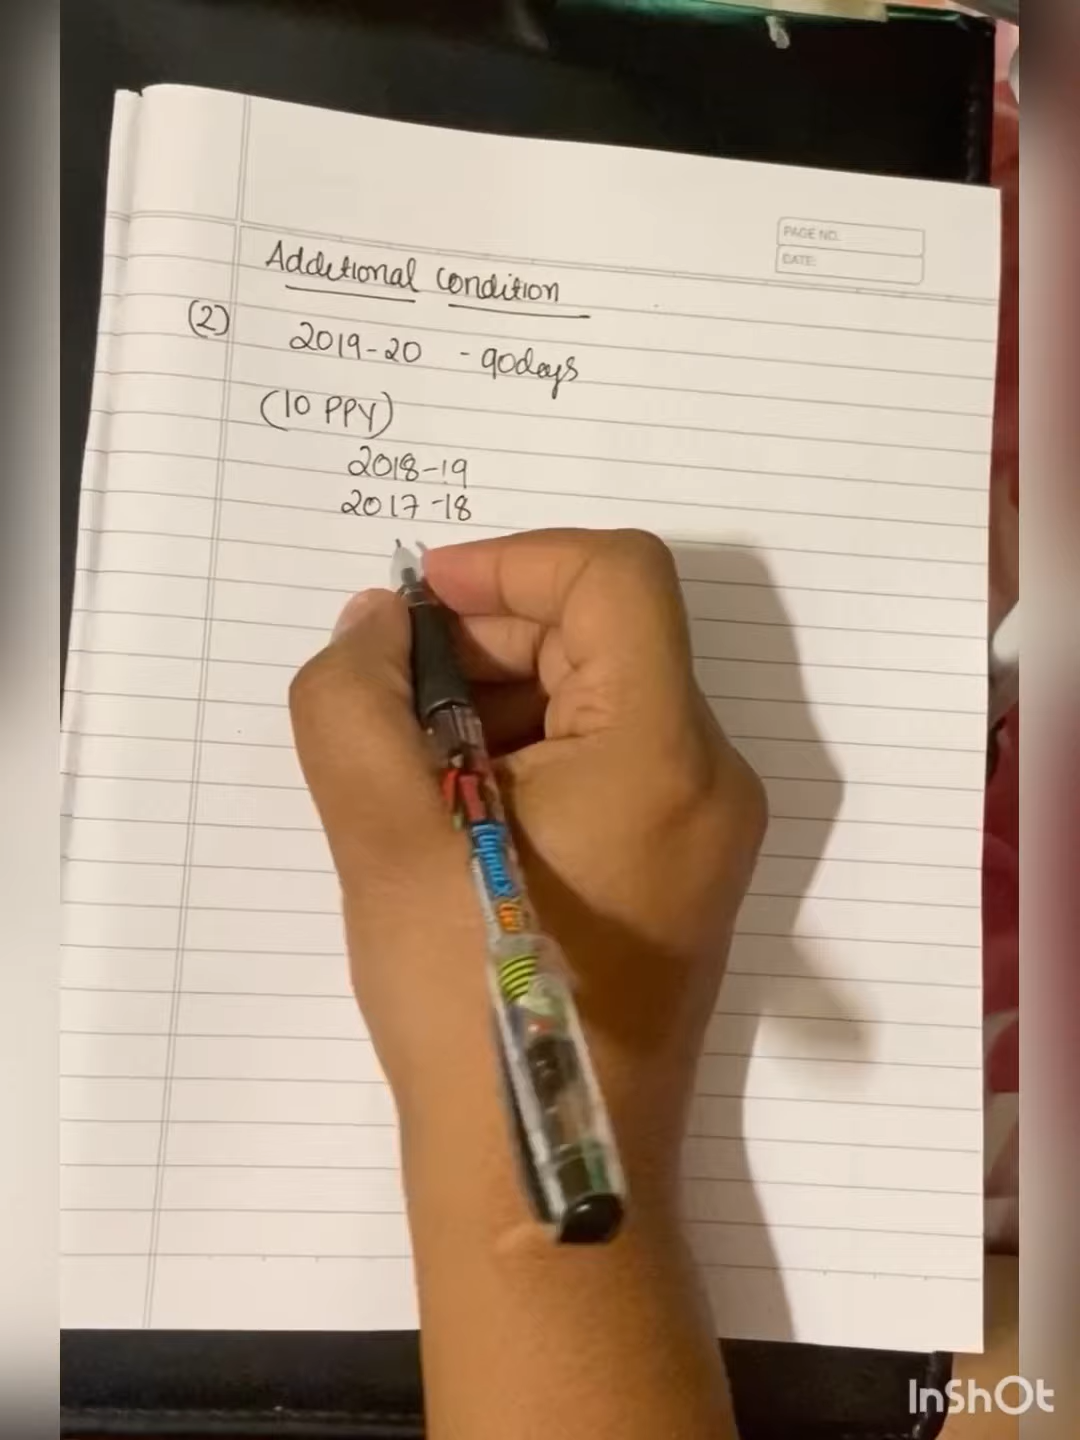 PAGE NO.
DATE:
Additional Condition
(2) 2019-20 - 90days
(10 PPY)
2018-19
2017-18
InShOt